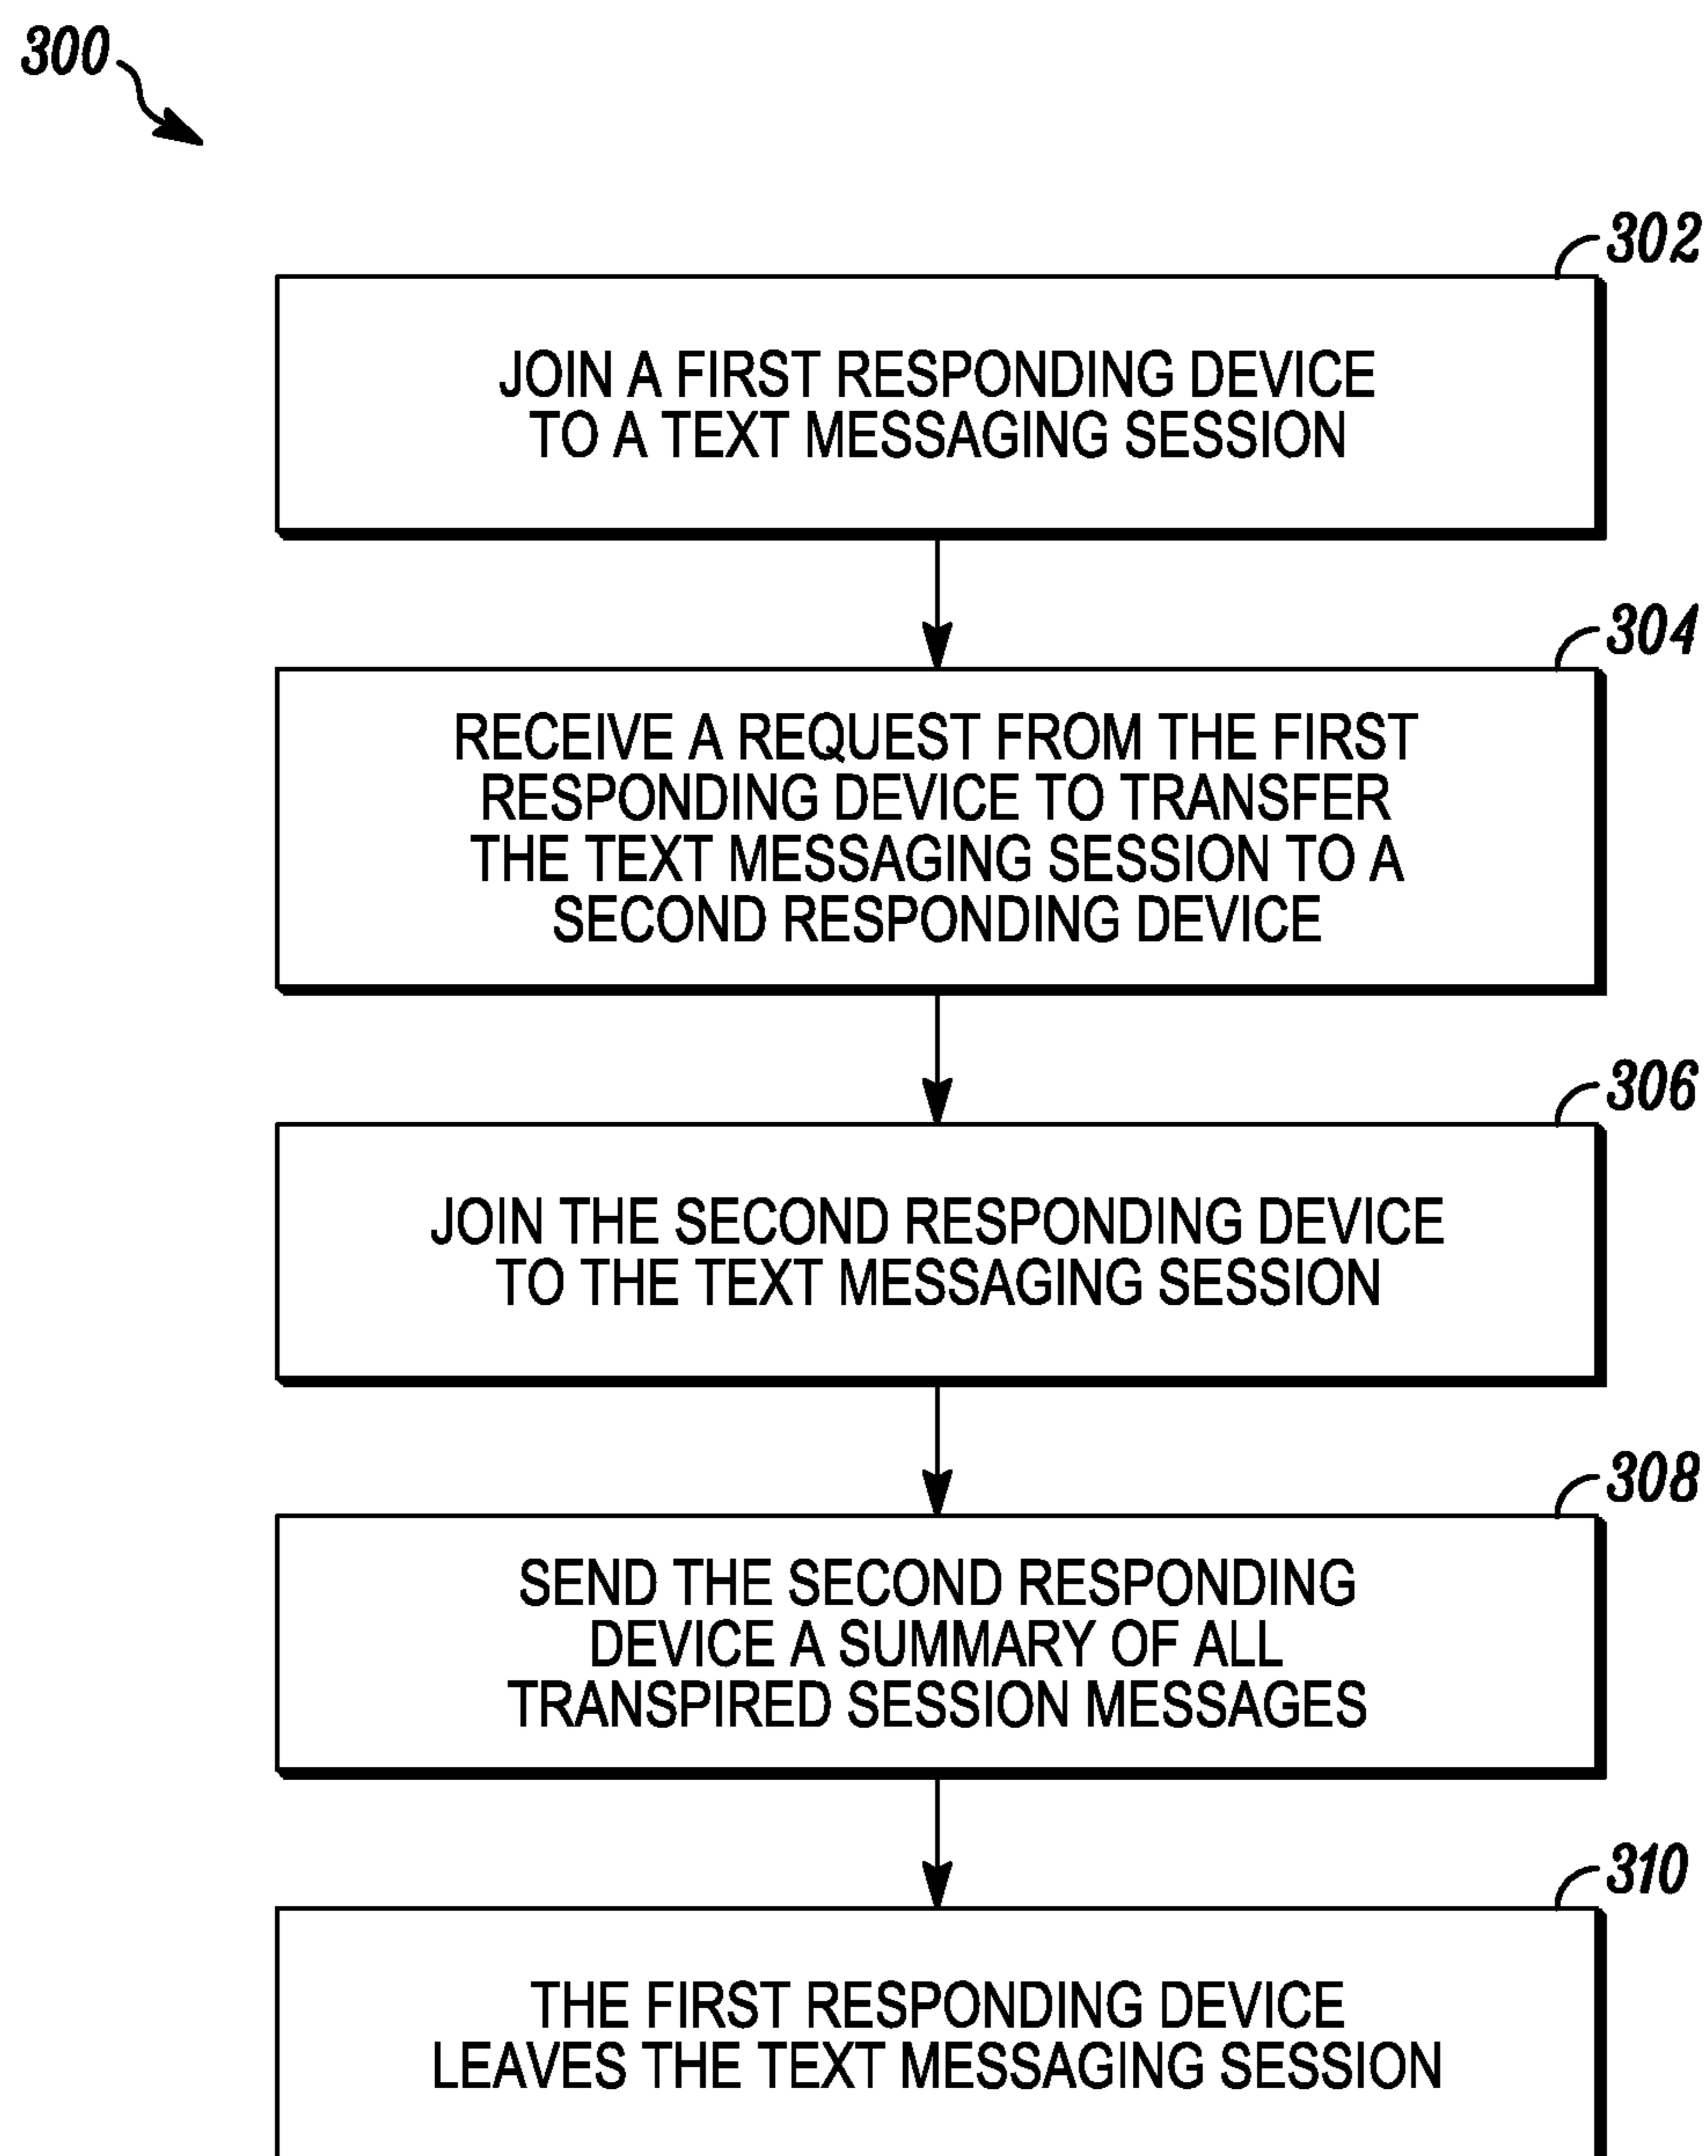 300
302
JOIN A FIRST RESPONDING DEVICE
TO A TEXT MESSAGING SESSION
304
RECEIVE A REQUEST FROM THE FIRST
RESPONDING DEVICE TO TRANSFER
THE TEXT MESSAGING SESSION TO A
SECOND RESPONDING DEVICE
306
JOIN THE SECOND RESPONDING DEVICE
TO THE TEXT MESSAGING SESSION
308
SEND THE SECOND RESPONDING
DEVICE A SUMMARY OF ALL
TRANSPIRED SESSION MESSAGES
310
THE FIRST RESPONDING DEVICE
LEAVES THE TEXT MESSAGING SESSION